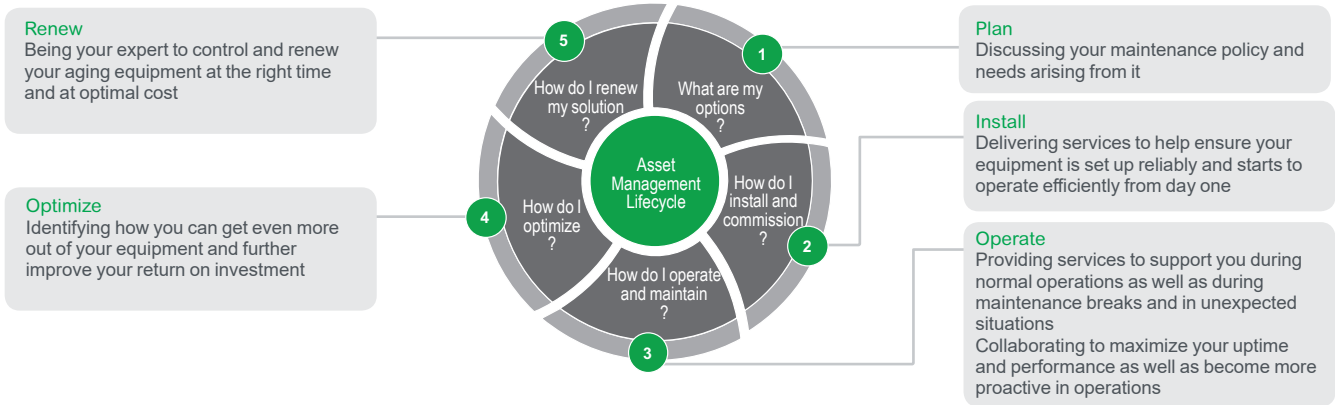 Renew
Being your expert to control and renew
your aging equipment at the right time
and at optimal cost
Optimize
Identifying how you can get even more
out of your equipment and further
improve your return on investment
5
How do I renew
my solution
?
1
What are my
options
?
Asset
Management
Lifecycle
How do I
install and
commission
?
2
4
How do I
optimize?
How do I operate
and maintain
?
3
Plan
Discussing your maintenance policy and
needs arising from it
Install
Delivering services to help ensure your
equipment is set up reliably and starts to
operate efficiently from day one
Operate
Providing services to support you during
normal operations as well as during
maintenance breaks and in unexpected
situations
Collaborating to maximize your uptime
and performance as well as become more
proactive in operations